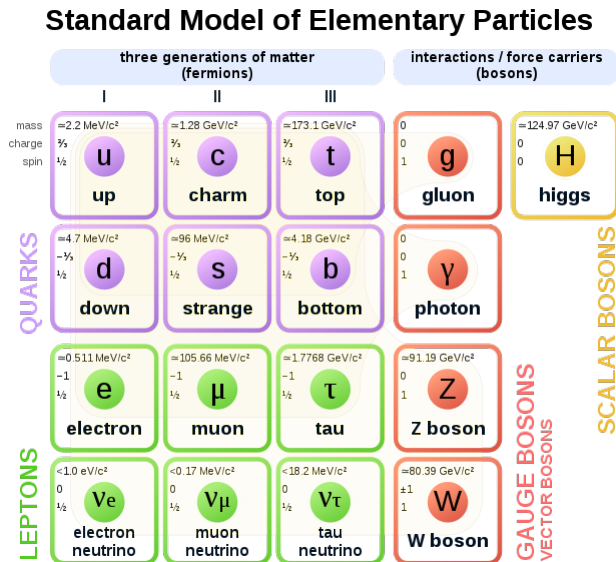 Standard Model of Elementary Particles
three generations of matter
(fermions)
interactions / force carriers
(bosons)
I II III
mass ≃2.2 MeV/c² ≃1.28 GeV/c² ≃173.1 GeV/c² 0 ≃124.97 GeV/c²
charge ⅔ ⅔ ⅔ 0 0
spin ½ ½ ½ 1 0
u c t g H
up charm top gluon higgs
QUARKS
≃4.7 MeV/c² ≃96 MeV/c² ≃4.18 GeV/c² 0
−⅓ −⅓ −⅓ 0
½ ½ ½ 1
d s b γ
down strange bottom photon
SCALAR BOSONS
≃0.511 MeV/c² ≃105.66 MeV/c² ≃1.7768 GeV/c² ≃91.19 GeV/c²
−1 −1 −1 0
½ ½ ½ 1
e μ τ Z
electron muon tau Z boson
LEPTONS
<1.0 eV/c² <0.17 MeV/c² <18.2 MeV/c² ≃80.39 GeV/c²
0 0 0 ±1
½ ½ ½ 1
νe νμ ντ W
electron muon tau W boson
neutrino neutrino neutrino
GAUGE BOSONS
VECTOR BOSONS